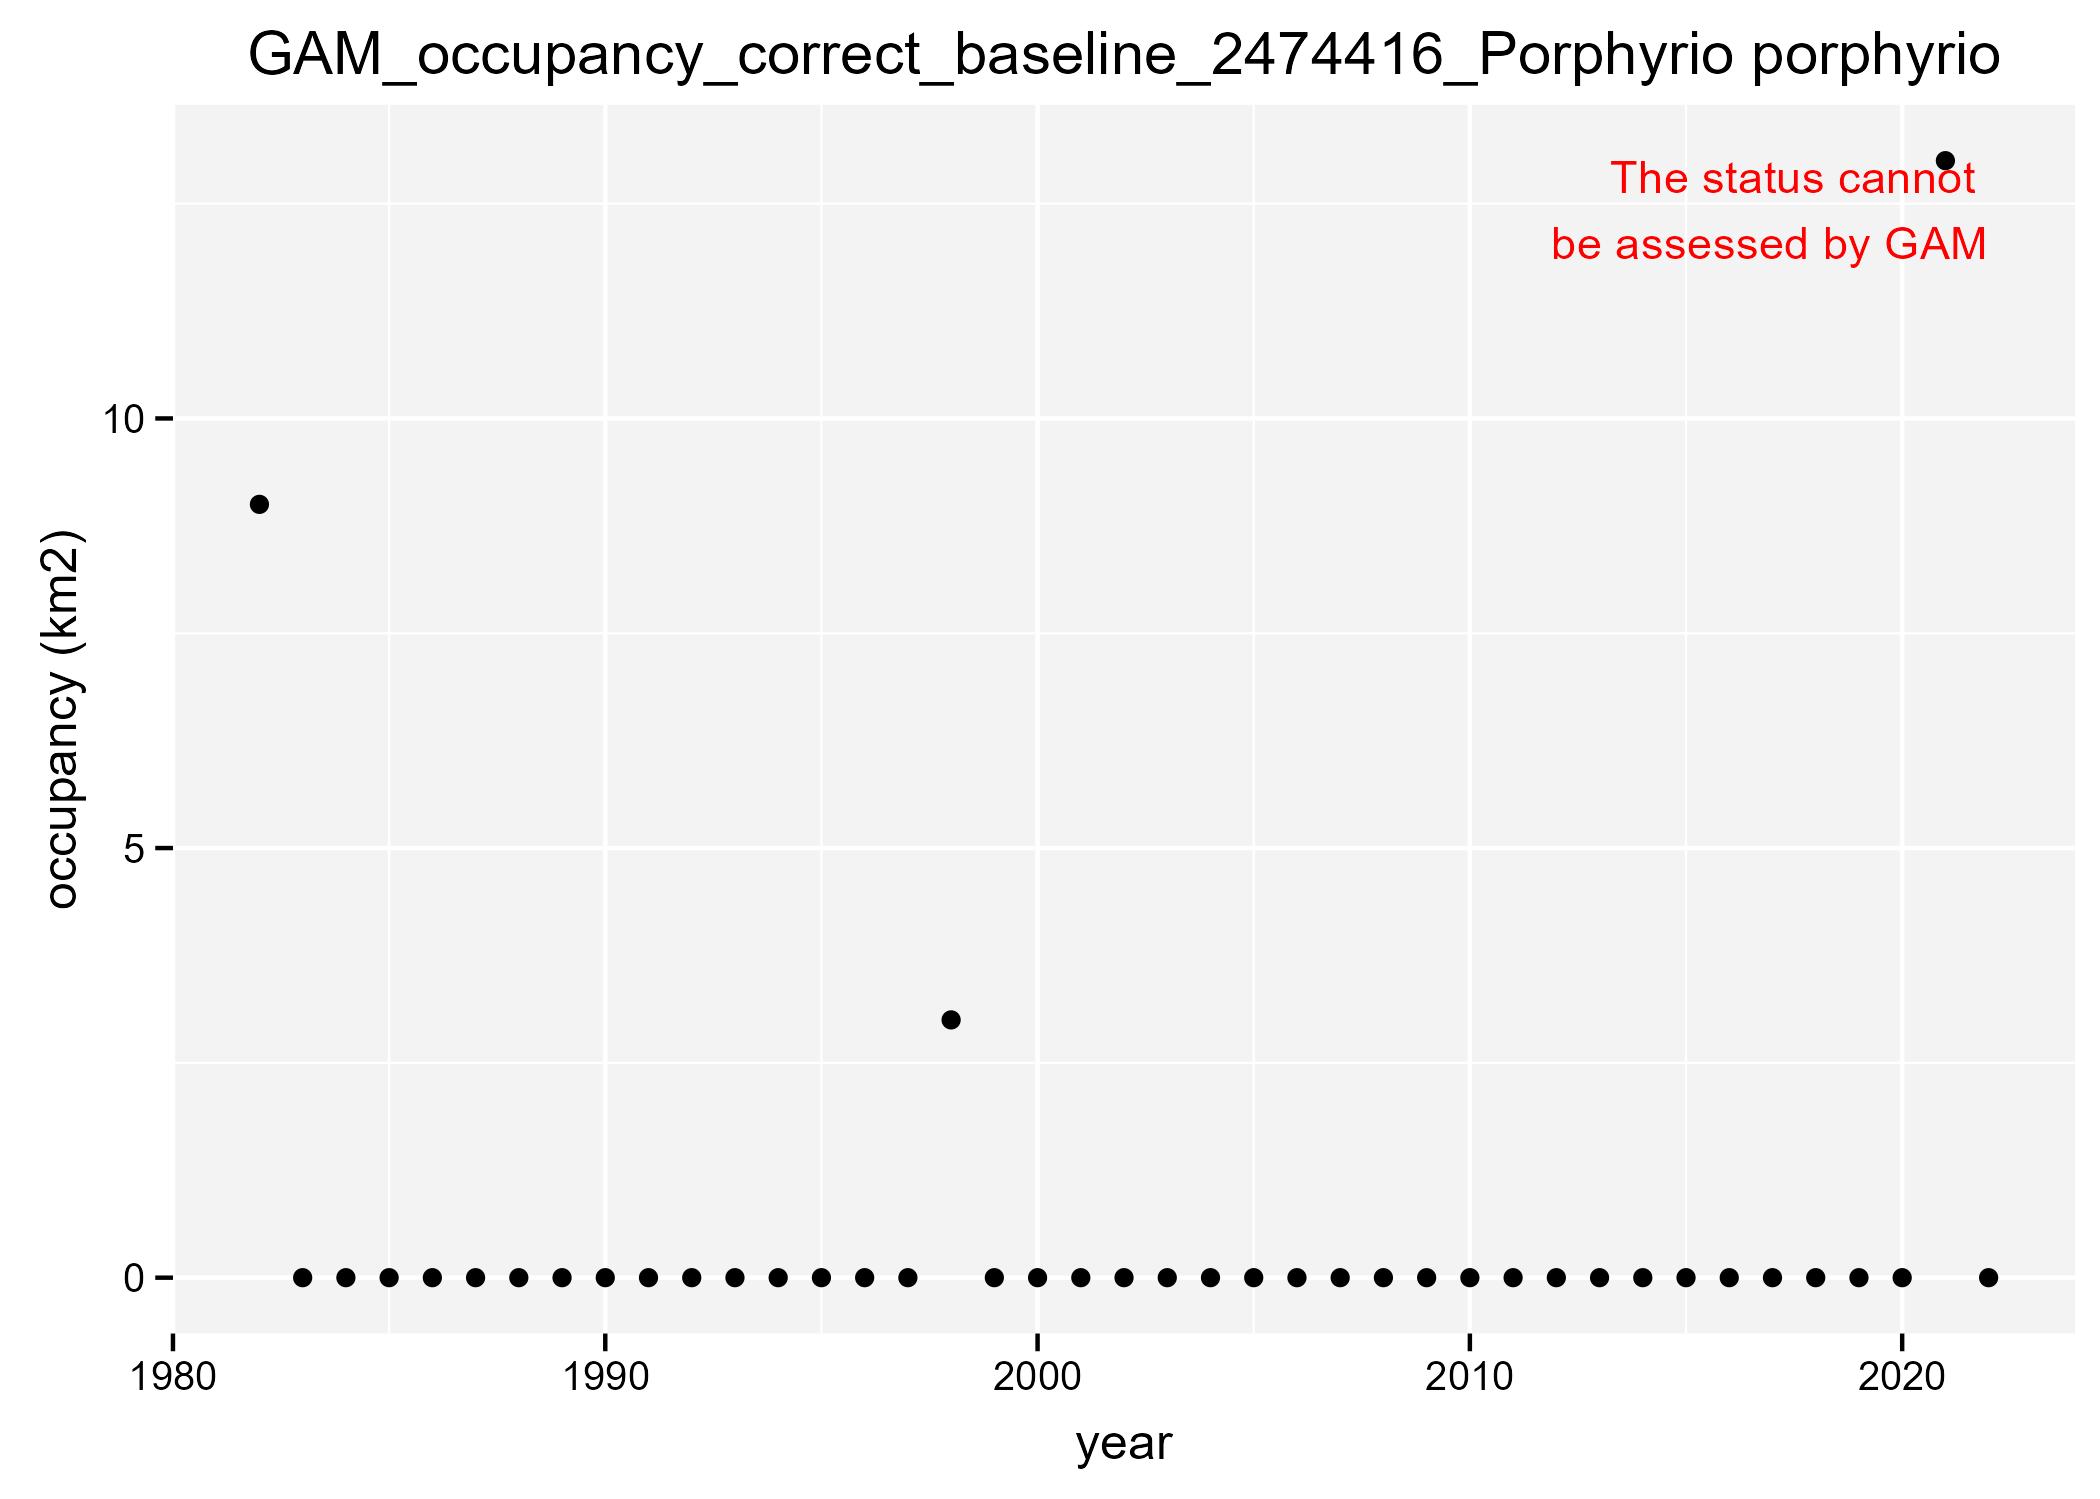 GAM_occupancy_correct_baseline_2474416_Porphyrio porphyrio
The status cannot
be assessed by GAM
10
5
0
occupancy (km2)
1980
1990
2000
2010
2020
year